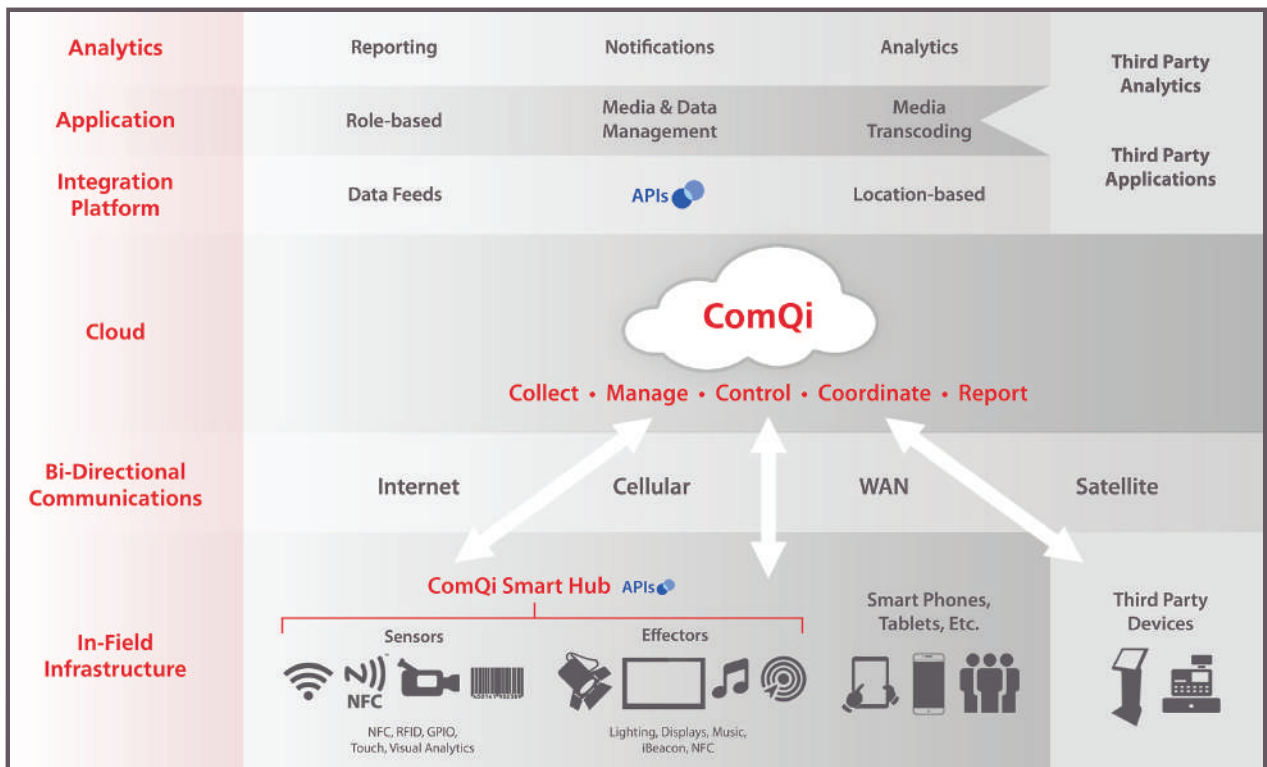 Analytics
Reporting
Notifications
Analytics
Third Party
Analytics
Application
Role-based
Media & Data
Management
Media
Transcoding
Third Party
Applications
Integration
Platform
Data Feeds
APIs
Location-based
Cloud
ComQi
Collect • Manage • Control • Coordinate • Report
Bi-Directional
Communications
Internet
Cellular
WAN
Satellite
In-Field
Infrastructure
ComQi Smart Hub APIs
Sensors
Effectors
Smart Phones,
Tablets, Etc.
Third Party
Devices
NFC
NFC, RFID, GPIO,
Touch, Visual Analytics
Lighting, Displays, Music,
iBeacon, NFC